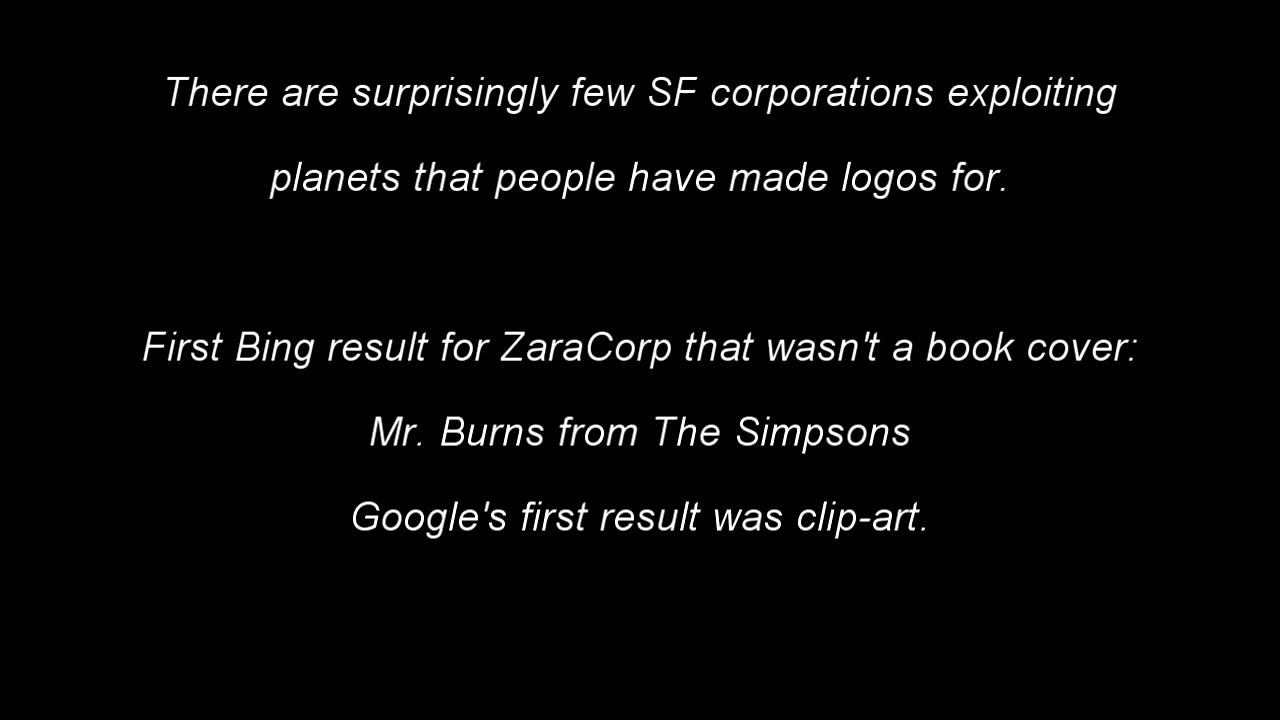 There are surprisingly few SF corporations exploiting
planets that people have made logos for.
First Bing result for ZaraCorp that wasn't a book cover:
Mr. Burns from The Simpsons
Google's first result was clip-art.